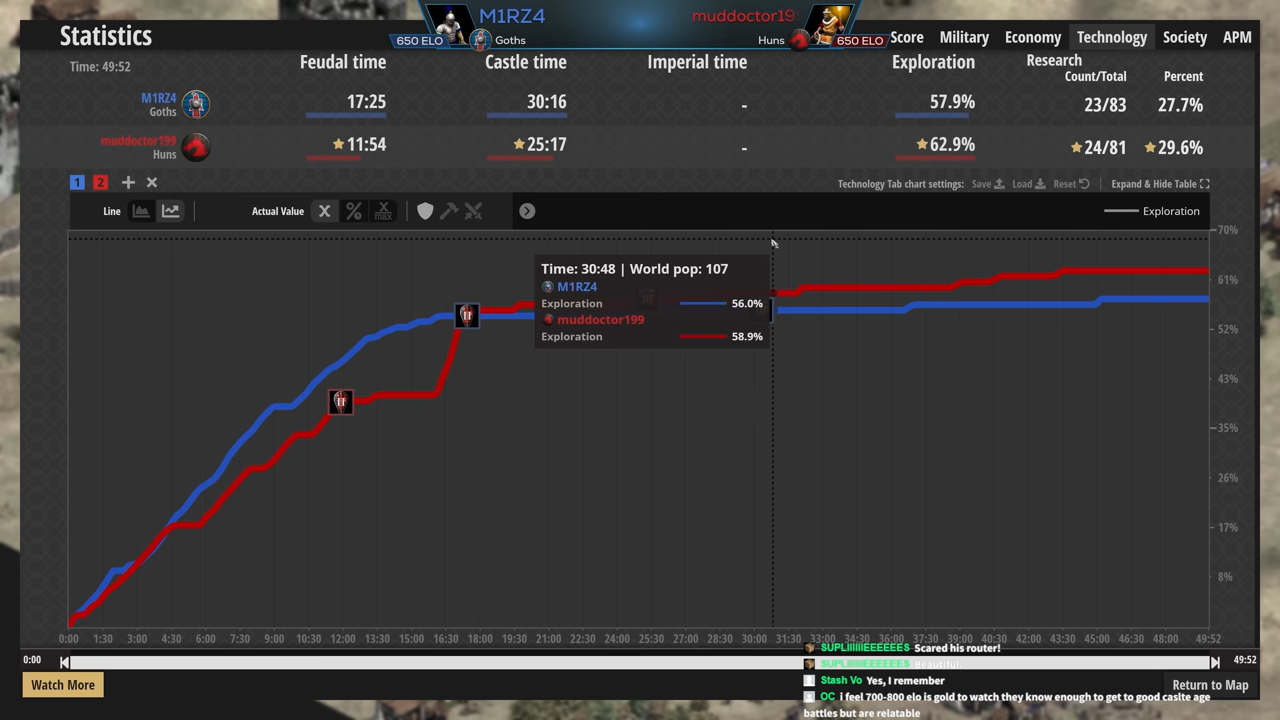 Statistics
650 ELO
M1RZ4
Goths
muddoctor19
Huns
650 ELO
Score Military Economy Technology Society APM
Time: 49:52
Feudal time Castle time Imperial time Exploration Research
Count/Total Percent
M1RZ4
Goths
17:25 30:16 - 57.9% 23/83 27.7%
muddoctor199
Huns
11:54 25:17 - 62.9% 24/81 29.6%
1 2
Technology Tab chart settings: Save Load Reset Expand & Hide Table
Line Actual Value X % X max
Exploration
70%
61%
52%
43%
35%
26%
17%
8%
Time: 30:48 | World pop: 107
M1RZ4
Exploration 56.0%
muddoctor199
Exploration 58.9%
II
II
0:00 1:30 3:00 4:30 6:00 7:30 9:00 10:30 12:00 13:30 15:00 16:30 18:00 19:30 21:00 22:30 24:00 25:30 27:00 28:30 30:00 31:30 33:00 34:30 36:00 37:30 39:00 40:30 42:00 43:30 45:00 46:30 48:00 49:52
0:00 49:52
Watch More
Return to Map
SUPLIIIIIEEEEEES Scared his router!
SUPLIIIIIEEEEEES Beautiful.
Stash Vo Yes, I remember
OC i feel 700-800 elo is gold to watch they know enough to get to good caslte age
battles but are relatable